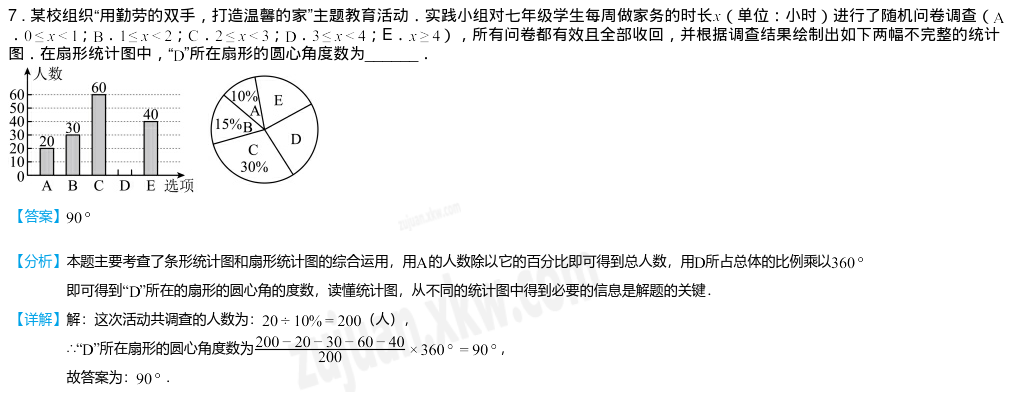 7．某校组织“用勤劳的双手，打造温馨的家”主题教育活动．实践小组对七年级学生每周做家务的时长x（单位：小时）进行了随机问卷调查（A
．0≤x<1；B．1≤x<2；C．2≤x<3；D．3≤x<4；E．x≥4），所有问卷都有效且全部收回，并根据调查结果绘制出如下两幅不完整的统计
图．在扇形统计图中，“D”所在扇形的圆心角度数为______．
人数
60
50
40
30
20
10
0
20
30
60
40
A B C D E 选项
10%
A
E
15%B
D
C
30%
【答案】90°
【分析】本题主要考查了条形统计图和扇形统计图的综合运用，用A的人数除以它的百分比即可得到总人数，用D所占总体的比例乘以360°
即可得到“D”所在的扇形的圆心角的度数，读懂统计图，从不同的统计图中得到必要的信息是解题的关键．
【详解】解：这次活动共调查的人数为：20÷10%=200（人），
∴“D”所在扇形的圆心角度数为(200−20−30−60−40)/200×360°=90°，
故答案为：90°．
zujuan.xkw.com
zujuan.xkw.com